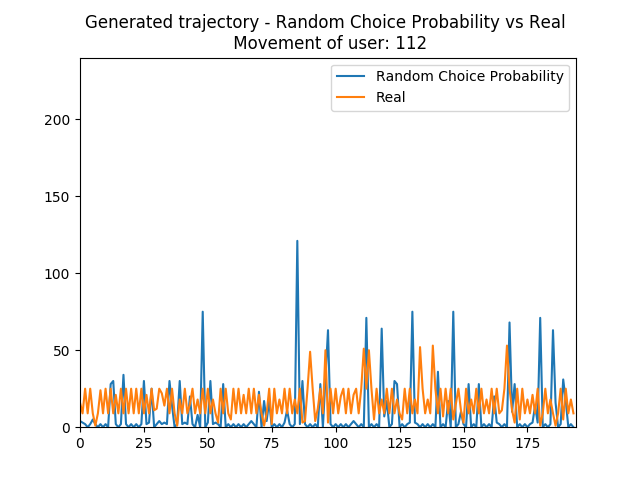 Generated trajectory - Random Choice Probability vs Real
Movement of user: 112
Random Choice Probability
Real
200
150
100
50
0
0 25 50 75 100 125 150 175